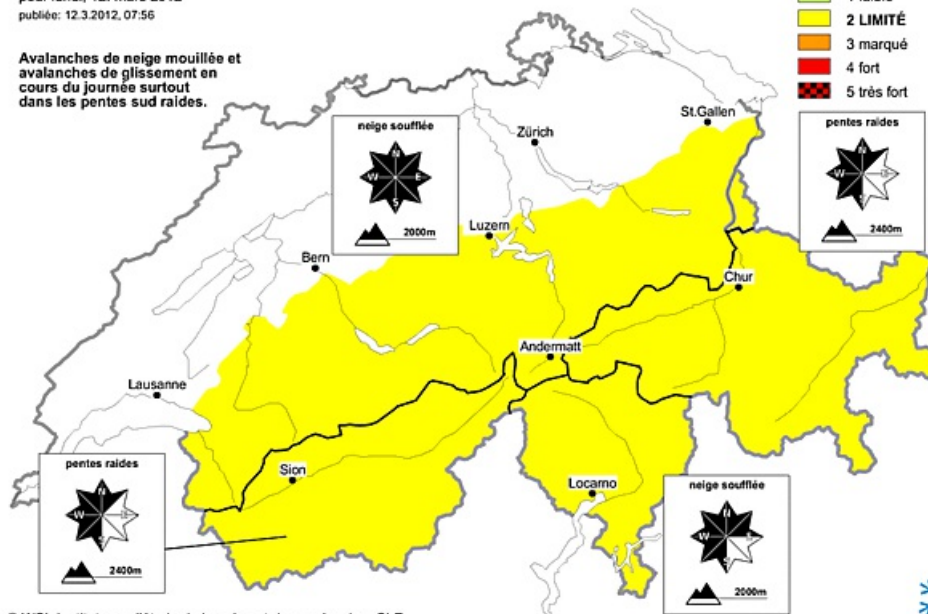 publiée: 12.3.2012, 07:56
2 LIMITÉ
3 marqué
4 fort
5 très fort
Avalanches de neige mouillée et
avalanches de glissement en
cours du journée surtout
dans les pentes sud raides.
neige soufflée
N
W E
S
2000m
Zürich
St.Gallen
pentes raides
N
W E
S
2400m
Luzern
Bern
Chur
Andermatt
Lausanne
pentes raides
N
W E
S
2400m
Sion
Locarno
neige soufflée
N
W E
S
2000m